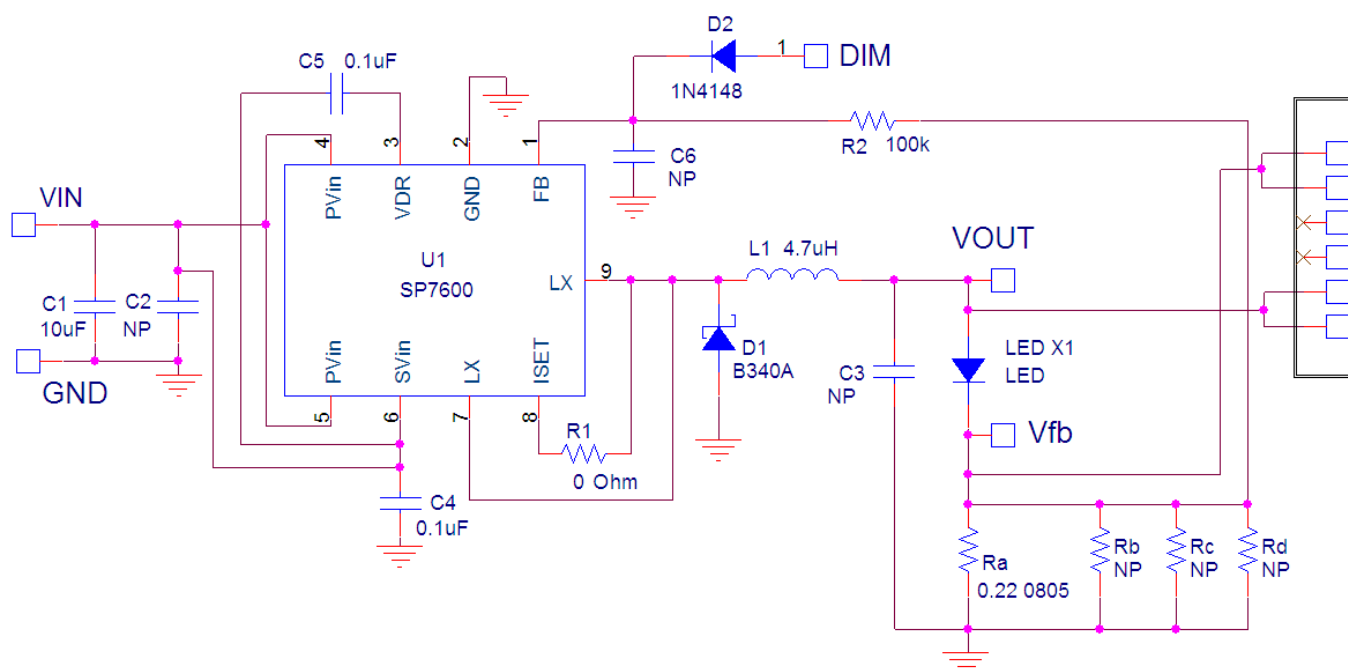 D2
1
DIM
1N4148
C5
0.1uF
4
3
2
1
R2
100k
C6
NP
PVin
VDR
GND
FB
VIN
U1
SP7600
LX
9
L1 4.7uH
VOUT
C1
10uF
C2
NP
GND
PVin
SVin
LX
ISET
5
6
7
8
D1
B340A
C3
NP
LED X1
LED
Vfb
R1
0 Ohm
C4
0.1uF
Ra
0.22 0805
Rb
NP
Rc
NP
Rd
NP